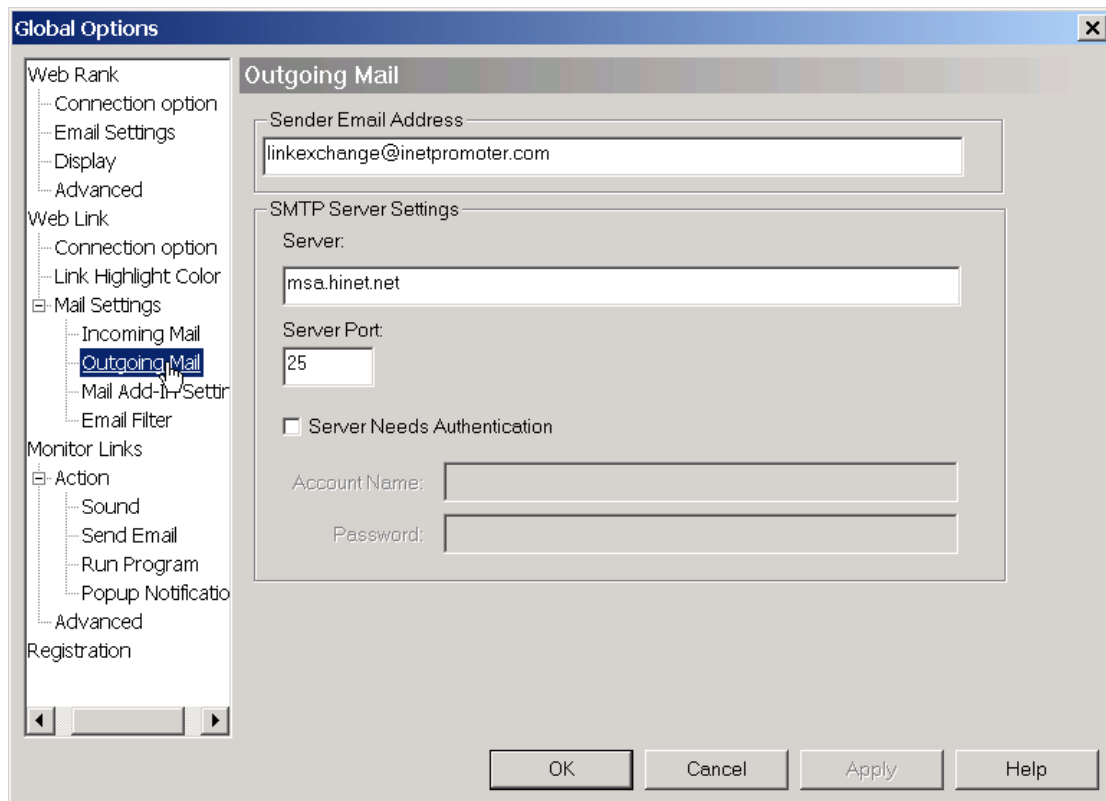 Global Options
Web Rank
Connection option
Email Settings
Display
Advanced
Web Link
Connection option
Link Highlight Color
Mail Settings
Incoming Mail
Outgoing Mail
Mail Add-In Settin
Email Filter
Monitor Links
Action
Sound
Send Email
Run Program
Popup Notificatio
Advanced
Registration
Outgoing Mail
Sender Email Address
linkexchange@inetpromoter.com
SMTP Server Settings
Server:
msa.hinet.net
Server Port:
25
Server Needs Authentication
Account Name:
Password:
OK
Cancel
Apply
Help